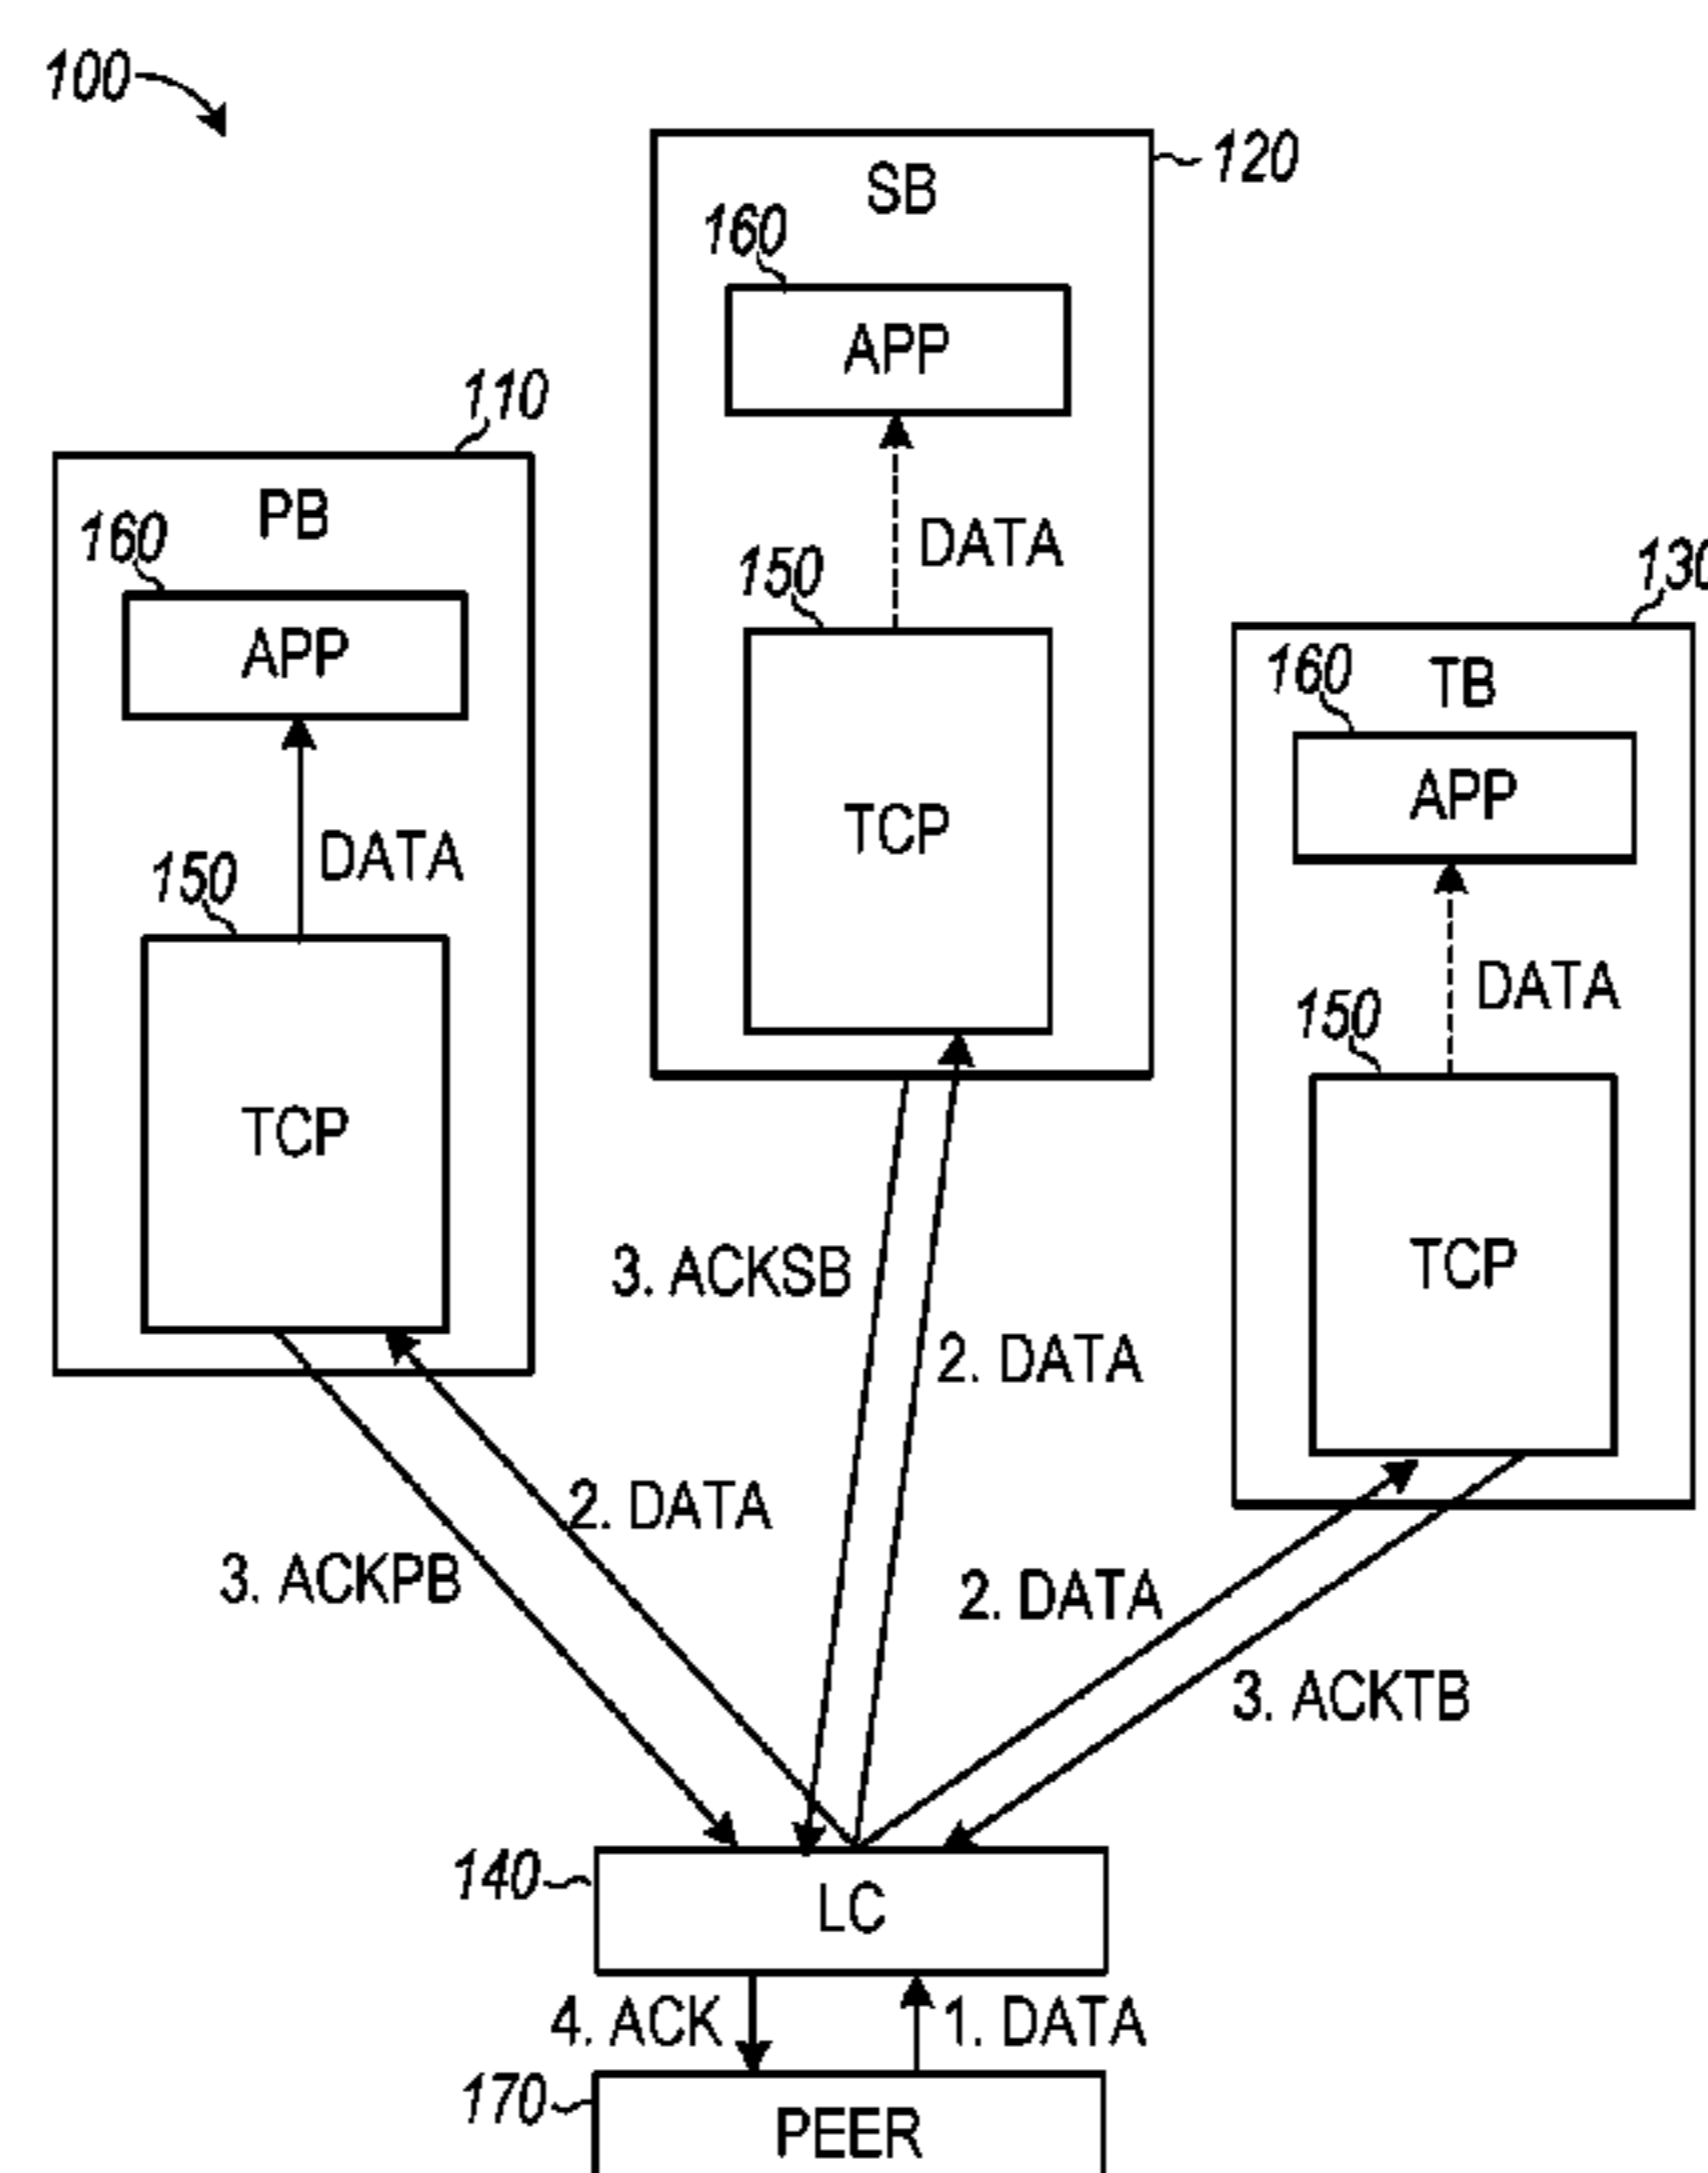 100
120
SB
160
APP
110
DATA
PB
160
150
130
APP
160
TB
TCP
APP
DATA
150
DATA
150
TCP
TCP
3. ACKSB
2. DATA
2. DATA
3. ACKPB
2. DATA
3. ACKTB
140
LC
4. ACK
1. DATA
170
PEER